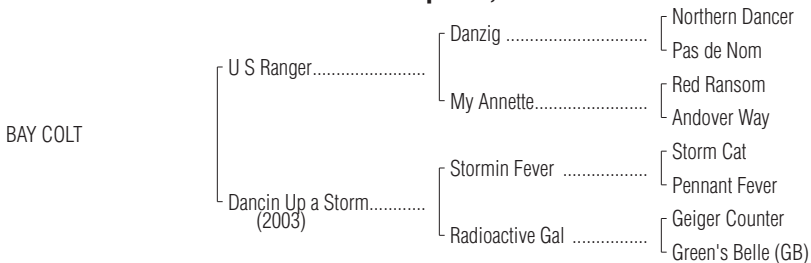 Northern Dancer
Danzig ..............................
Pas de Nom
U S Ranger........................
Red Ransom
My Annette........................
Andover Way
BAY COLT
Storm Cat
Stormin Fever ..................
Pennant Fever
Dancin Up a Storm............
(2003)
Geiger Counter
Radioactive Gal ................
Green's Belle (GB)